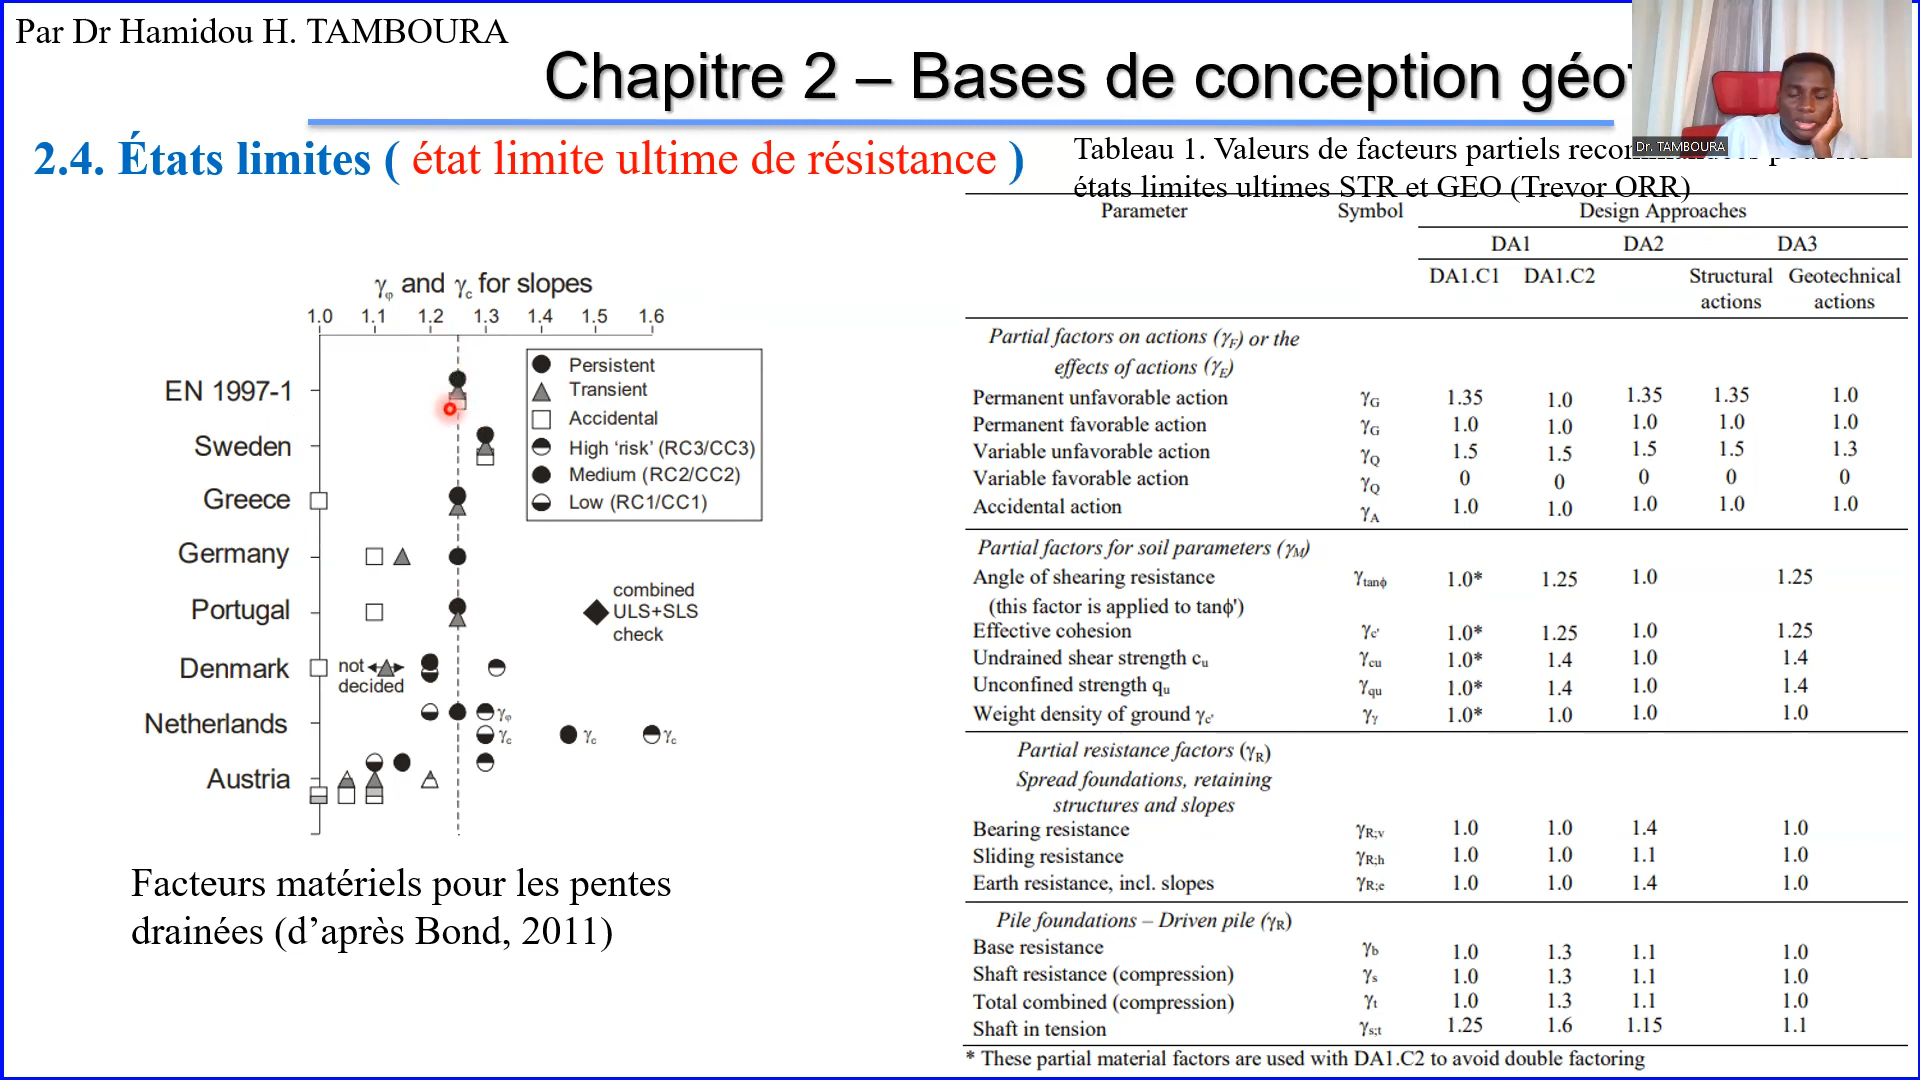 Par Dr Hamidou H. TAMBOURA
Chapitre 2 – Bases de conception géo
Dr. TAMBOURA
2.4. États limites ( état limite ultime de résistance )
Tableau 1. Valeurs de facteurs partiels
états limites ultimes STR et GEO (Trevor ORR)
γφ and γc for slopes
1.0 1.1 1.2 1.3 1.4 1.5 1.6
Persistent
Transient
Accidental
High ‘risk’ (RC3/CC3)
Medium (RC2/CC2)
Low (RC1/CC1)
EN 1997-1
Sweden
Greece
Germany
Portugal
combined
ULS+SLS
check
Denmark
not
decided
Netherlands
γφ
γc γc γc
Austria
Facteurs matériels pour les pentes
drainées (d’après Bond, 2011)
Parameter Symbol Design Approaches
DA1 DA2 DA3
DA1.C1 DA1.C2 Structural actions Geotechnical actions
Partial factors on actions (γF) or the
effects of actions (γE)
Permanent unfavorable action γG 1.35 1.0 1.35 1.35 1.0
Permanent favorable action γG 1.0 1.0 1.0 1.0 1.0
Variable unfavorable action γQ 1.5 1.5 1.5 1.5 1.3
Variable favorable action γQ 0 0 0 0 0
Accidental action γA 1.0 1.0 1.0 1.0 1.0
Partial factors for soil parameters (γM)
Angle of shearing resistance γtanϕ 1.0* 1.25 1.0 1.25
(this factor is applied to tanϕ')
Effective cohesion γc' 1.0* 1.25 1.0 1.25
Undrained shear strength cu γcu 1.0* 1.4 1.0 1.4
Unconfined strength qu γqu 1.0* 1.4 1.0 1.4
Weight density of ground γc' γγ 1.0* 1.0 1.0 1.0
Partial resistance factors (γR)
Spread foundations, retaining
structures and slopes
Bearing resistance γR;v 1.0 1.0 1.4 1.0
Sliding resistance γR;h 1.0 1.0 1.1 1.0
Earth resistance, incl. slopes γR;e 1.0 1.0 1.4 1.0
Pile foundations – Driven pile (γR)
Base resistance γb 1.0 1.3 1.1 1.0
Shaft resistance (compression) γs 1.0 1.3 1.1 1.0
Total combined (compression) γt 1.0 1.3 1.1 1.0
Shaft in tension γs;t 1.25 1.6 1.15 1.1
* These partial material factors are used with DA1.C2 to avoid double factoring